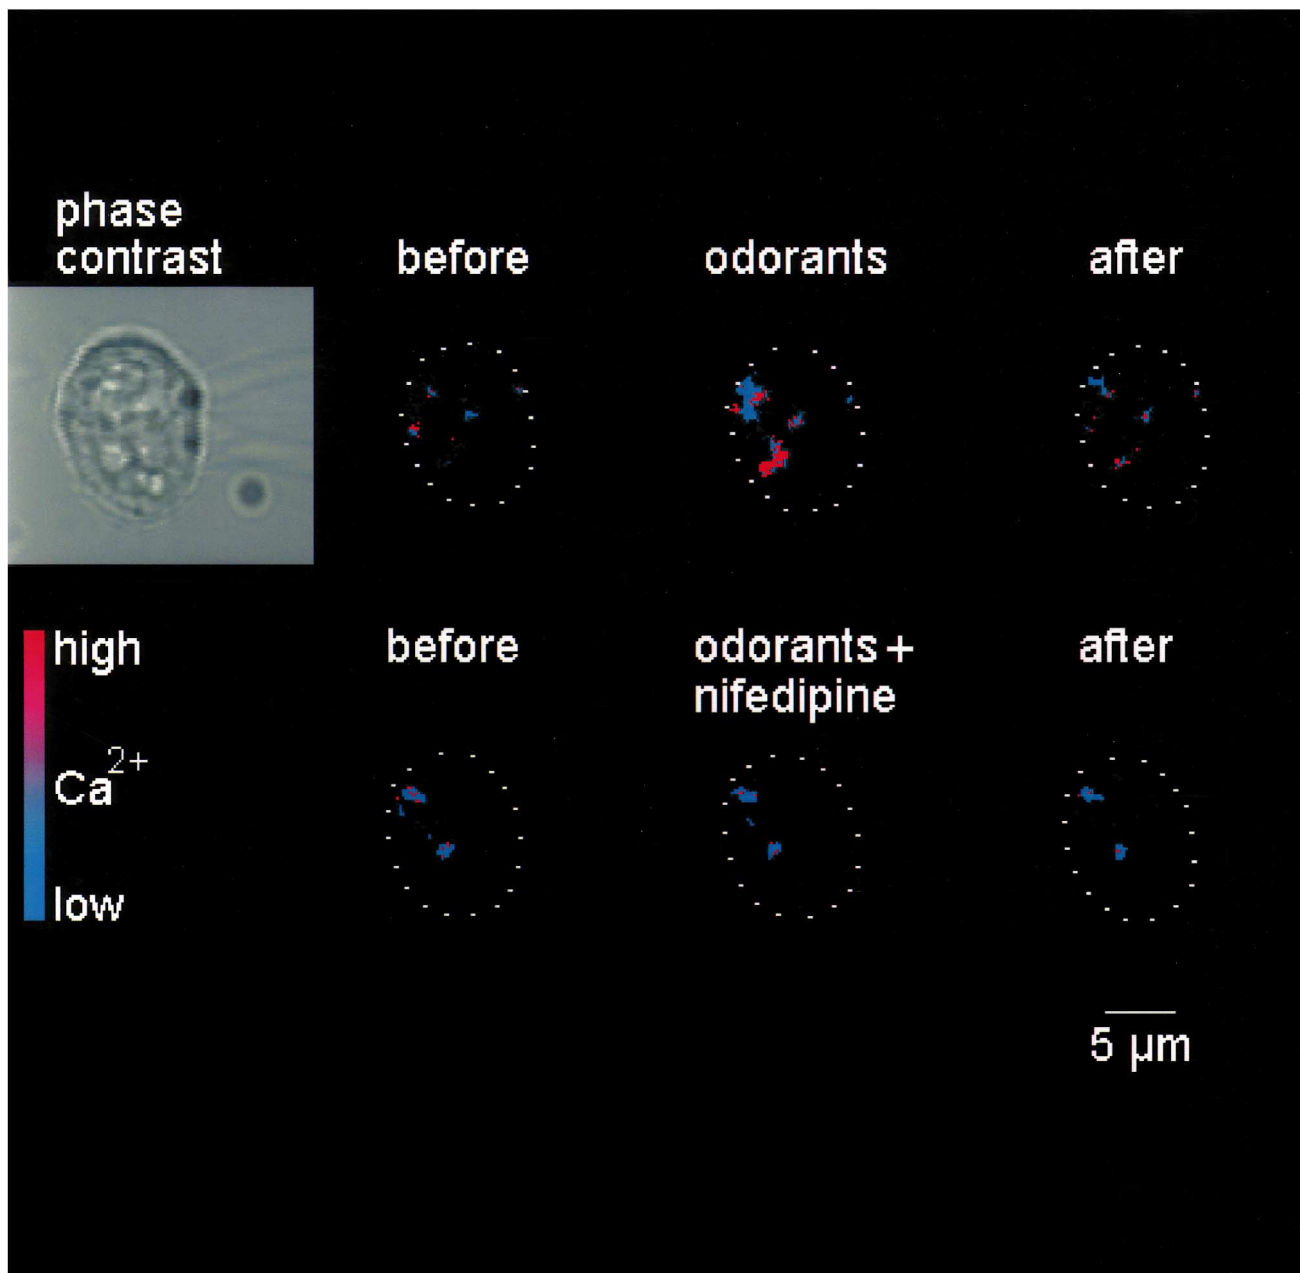 phase
contrast
before
odorants
after
high
Ca2+
low
before
odorants +
nifedipine
after
5 µm